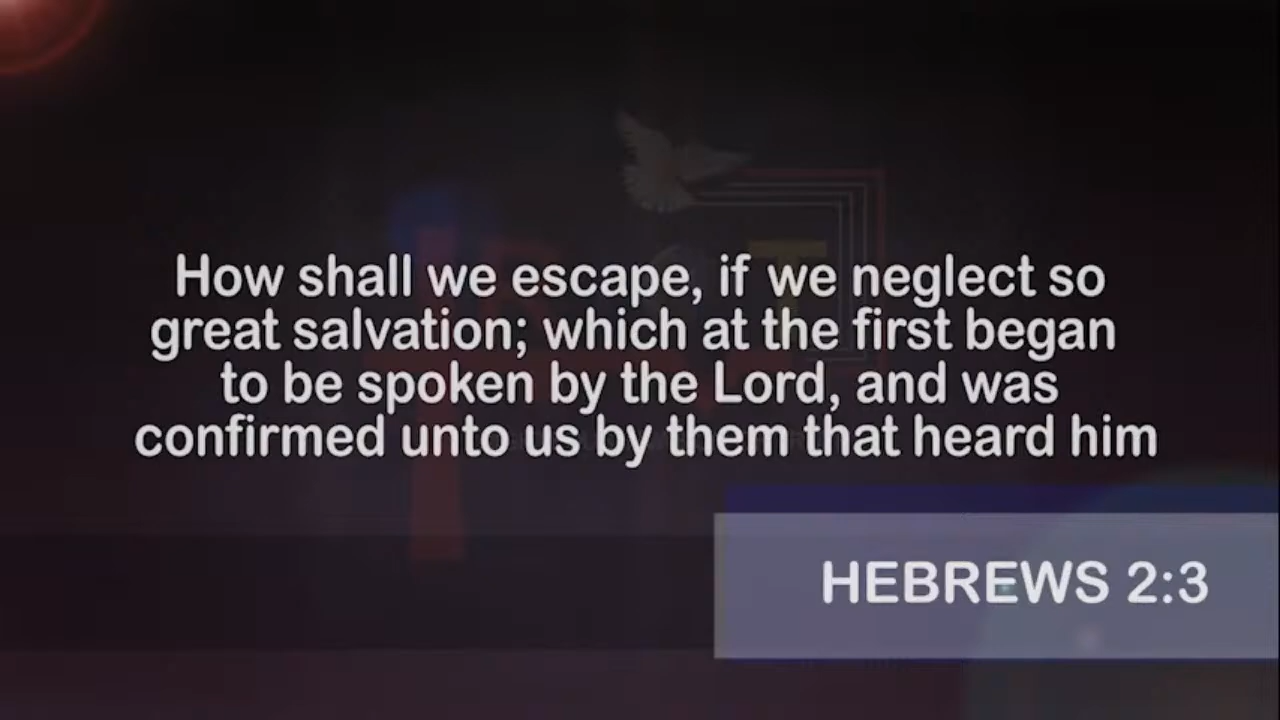 How shall we escape, if we neglect so
great salvation; which at the first began
to be spoken by the Lord, and was
confirmed unto us by them that heard him
HEBREWS 2:3